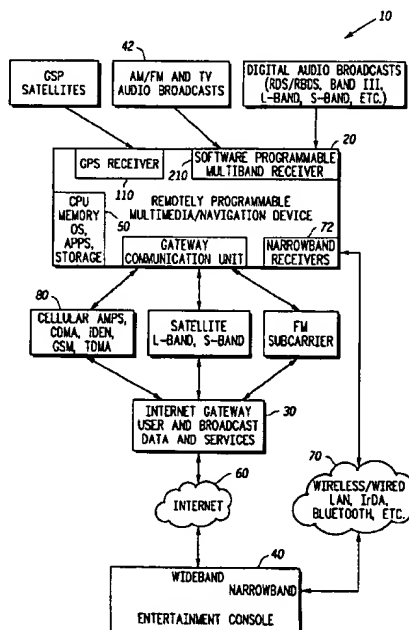 10
42
GSP
SATELLITES
AM/FM AND TV
AUDIO BROADCASTS
DIGITAL AUDIO BROADCASTS
(RDS/RBDS, BAND III,
L-BAND, S-BAND, ETC.)
20
GPS RECEIVER
210
SOFTWARE PROGRAMMABLE
MULTIBAND RECEIVER
110
CPU
MEMORY
OS,
APPS,
STORAGE
50
REMOTELY PROGRAMMABLE
MULTIMEDIA/NAVIGATION DEVICE
72
GATEWAY
COMMUNICATION UNIT
NARROWBAND
RECEIVERS
80
CELLULAR AMPS,
CDMA, iDEN,
GSM, TDMA
SATELLITE
L-BAND, S-BAND
FM
SUBCARRIER
INTERNET GATEWAY
USER AND BROADCAST
DATA AND SERVICES
30
70
WIRELESS/WIRED
LAN, IrDA,
BLUETOOTH, ETC.
60
INTERNET
40
WIDEBAND
NARROWBAND
ENTERTAINMENT CONSOLE